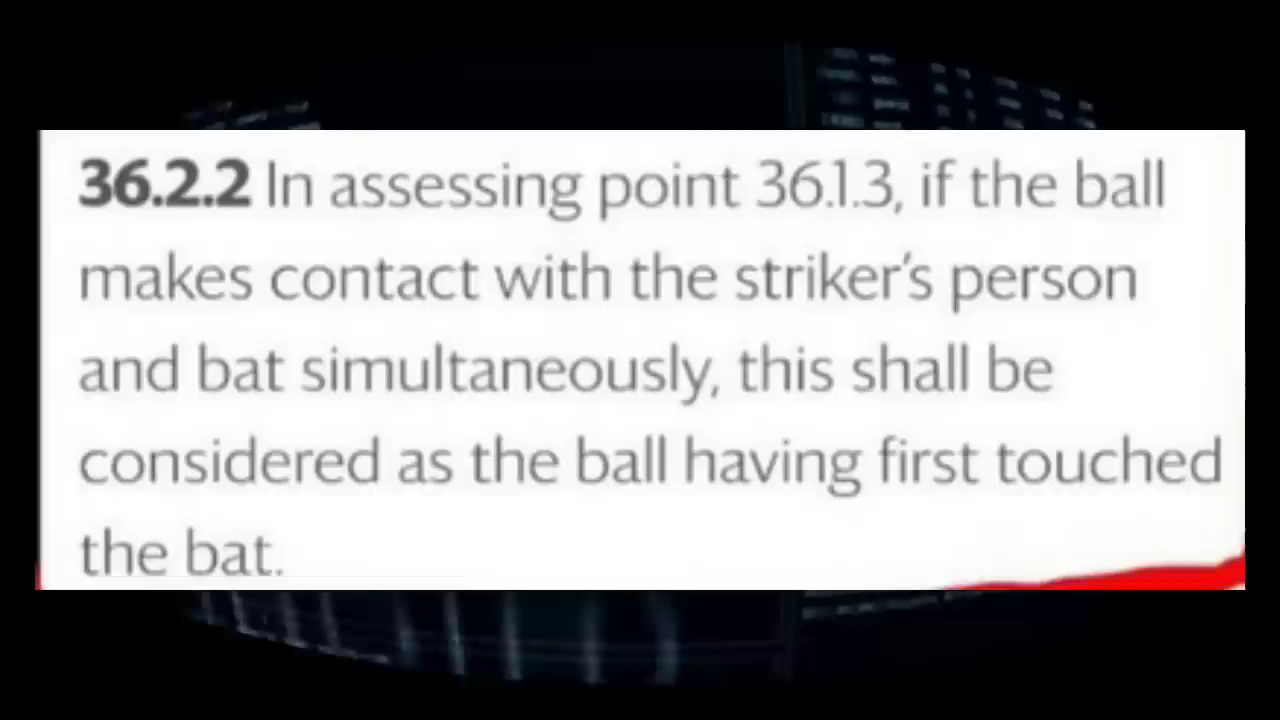 36.2.2 In assessing point 36.1.3, if the ball
makes contact with the striker's person
and bat simultaneously, this shall be
considered as the ball having first touched
the bat.